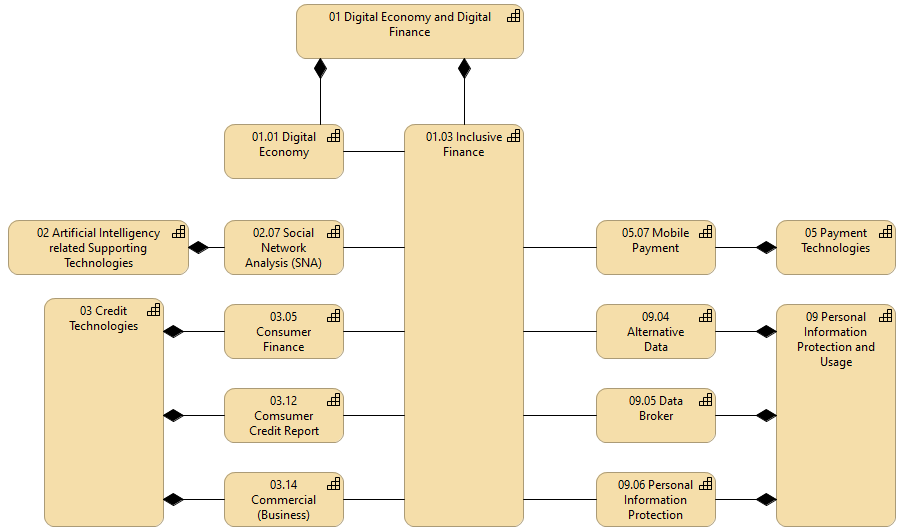 01 Digital Economy and Digital
Finance
01.01 Digital
Economy
01.03 Inclusive
Finance
02 Artificial Intelligency
related Supporting
Technologies
02.07 Social
Network
Analysis (SNA)
05.07 Mobile
Payment
05 Payment
Technologies
03 Credit
Technologies
03.05
Consumer
Finance
09.04
Alternative
Data
09 Personal
Information
Protection and
Usage
03.12
Comsumer
Credit Report
09.05 Data
Broker
03.14
Commercial
(Business)
09.06 Personal
Information
Protection